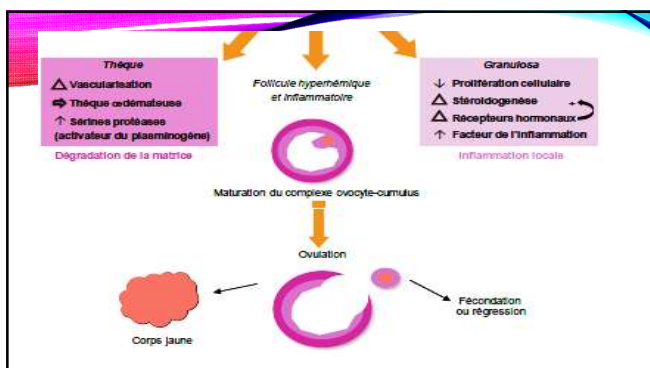 Thèque
△ Vascularisation
⇨ Thèque œdémateuse
↑ Sérines protéases
(activateur du plasminogène)
Dégradation de la matrice
Follicule hyperhémique
et inflammatoire
Granulosa
↓ Prolifération cellulaire
△ Stéroïdogenèse
△ Récepteurs hormonaux
↑ Facteur de l'inflammation
Inflammation locale
Maturation du complexe ovocyte-cumulus
Ovulation
Corps jaune
Fécondation
ou régression